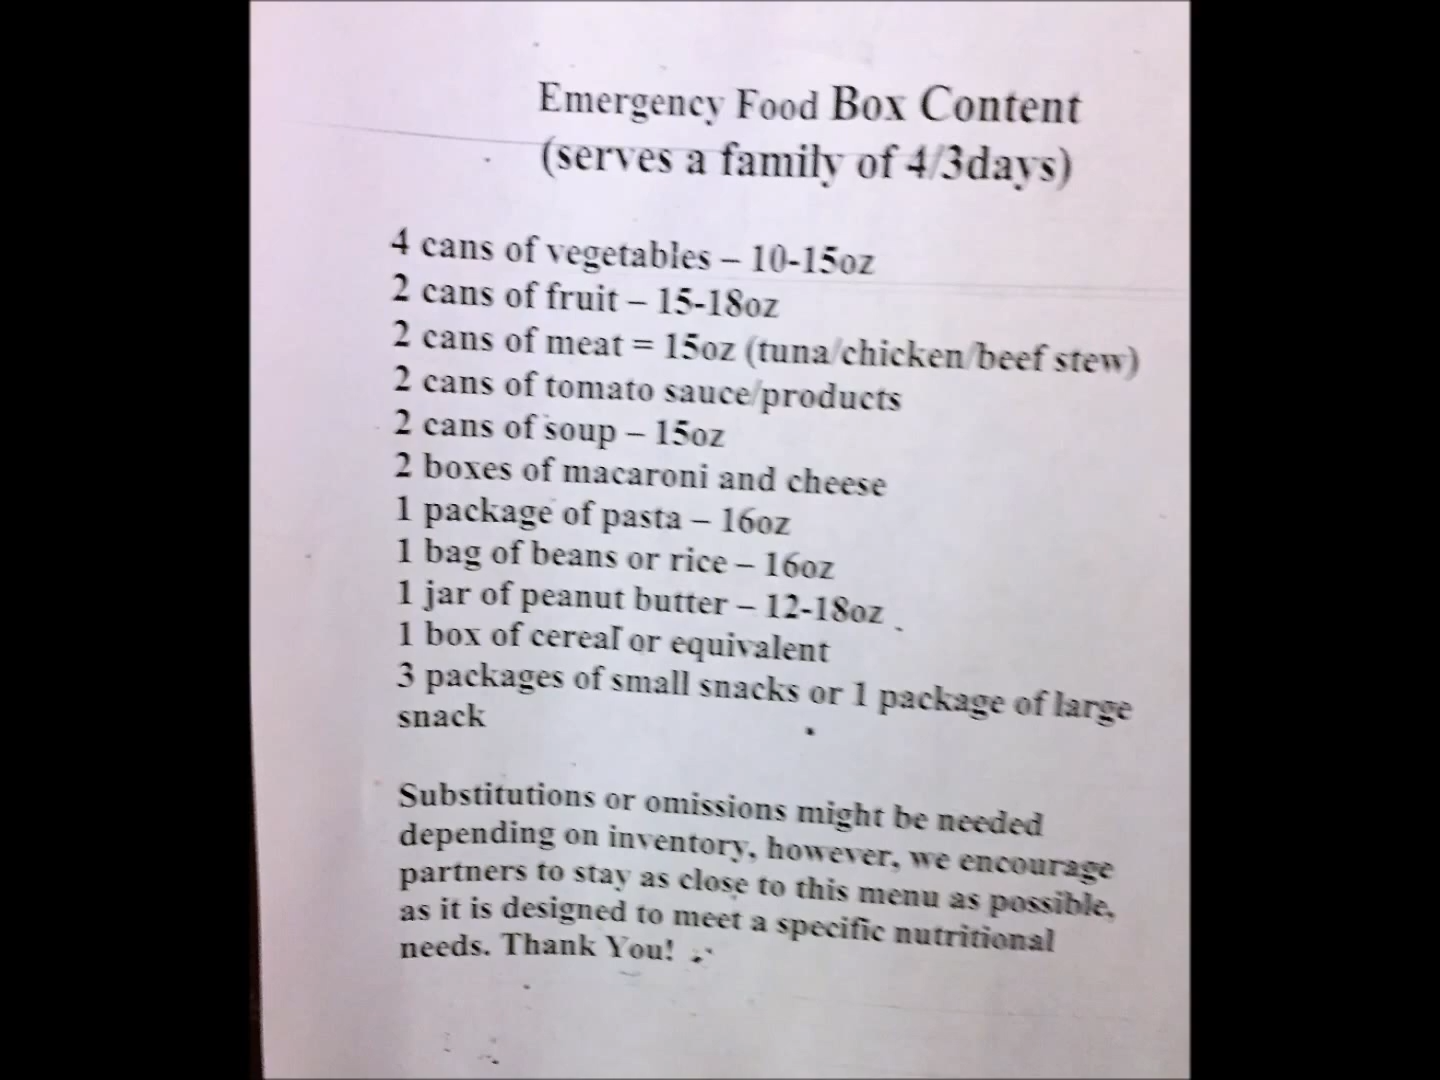 Emergency Food Box Content
(serves a family of 4/3days)
4 cans of vegetables – 10-15oz
2 cans of fruit – 15-18oz
2 cans of meat = 15oz (tuna/chicken/beef stew)
2 cans of tomato sauce/products
2 cans of soup – 15oz
2 boxes of macaroni and cheese
1 package of pasta – 16oz
1 bag of beans or rice – 16oz
1 jar of peanut butter – 12-18oz
1 box of cereal or equivalent
3 packages of small snacks or 1 package of large
snack
Substitutions or omissions might be needed
depending on inventory, however, we encourage
partners to stay as close to this menu as possible,
as it is designed to meet a specific nutritional
needs. Thank You!